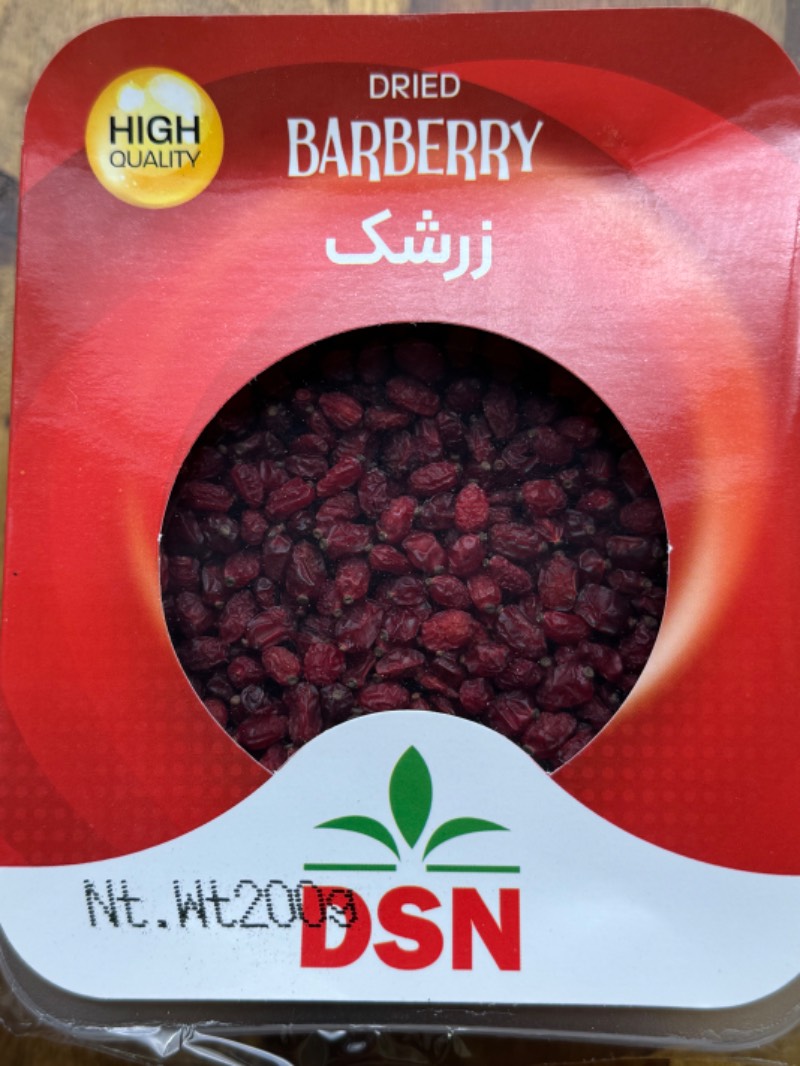 HIGH
QUALITY
DRIED
BARBERRY
زرشک
Nt.Wt200g
DSN